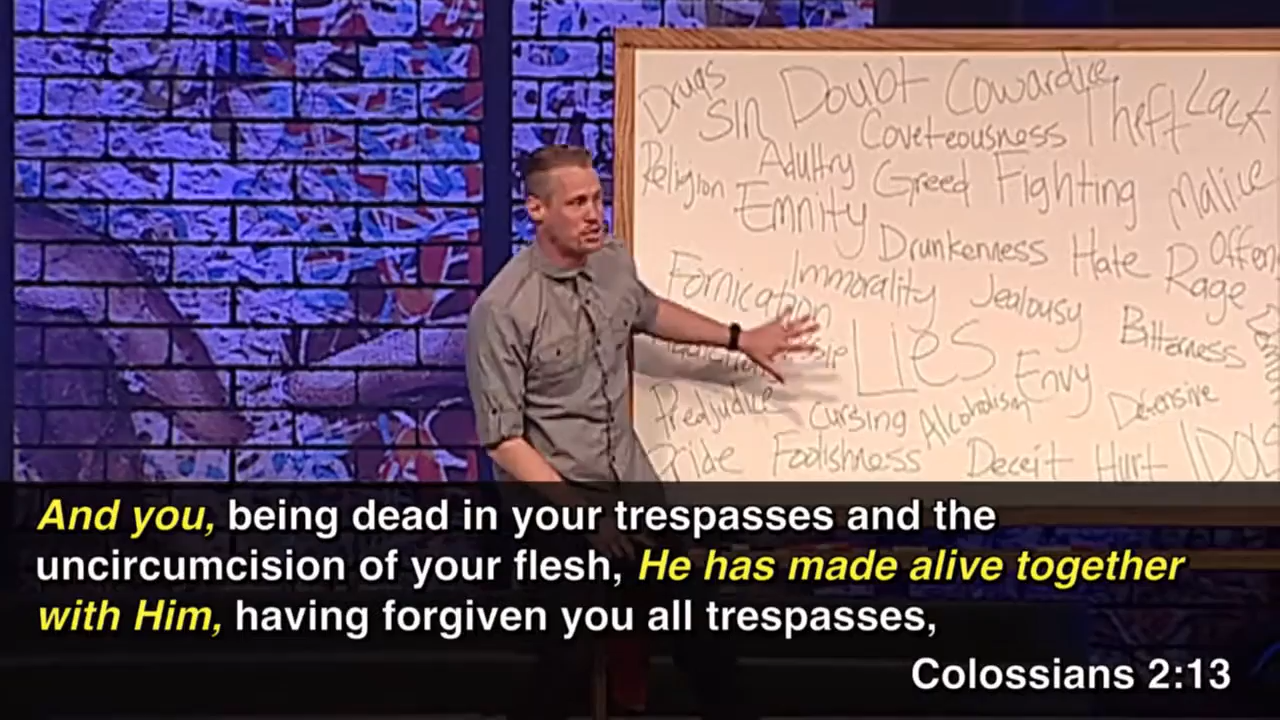 Drugs Sin Doubt Cowardice Theft Lack
Coveteousness
Religion Adultry Greed Fighting Malice
Emnity Drunkenness Hate Rage
Fornication Immorality Jealousy Bitterness
Lies Envy
Predjudice Cursing Alcoholism Defensive
Pride Foolishness Deceit Hurt
And you, being dead in your trespasses and the
uncircumcision of your flesh, He has made alive together
with Him, having forgiven you all trespasses,
Colossians 2:13